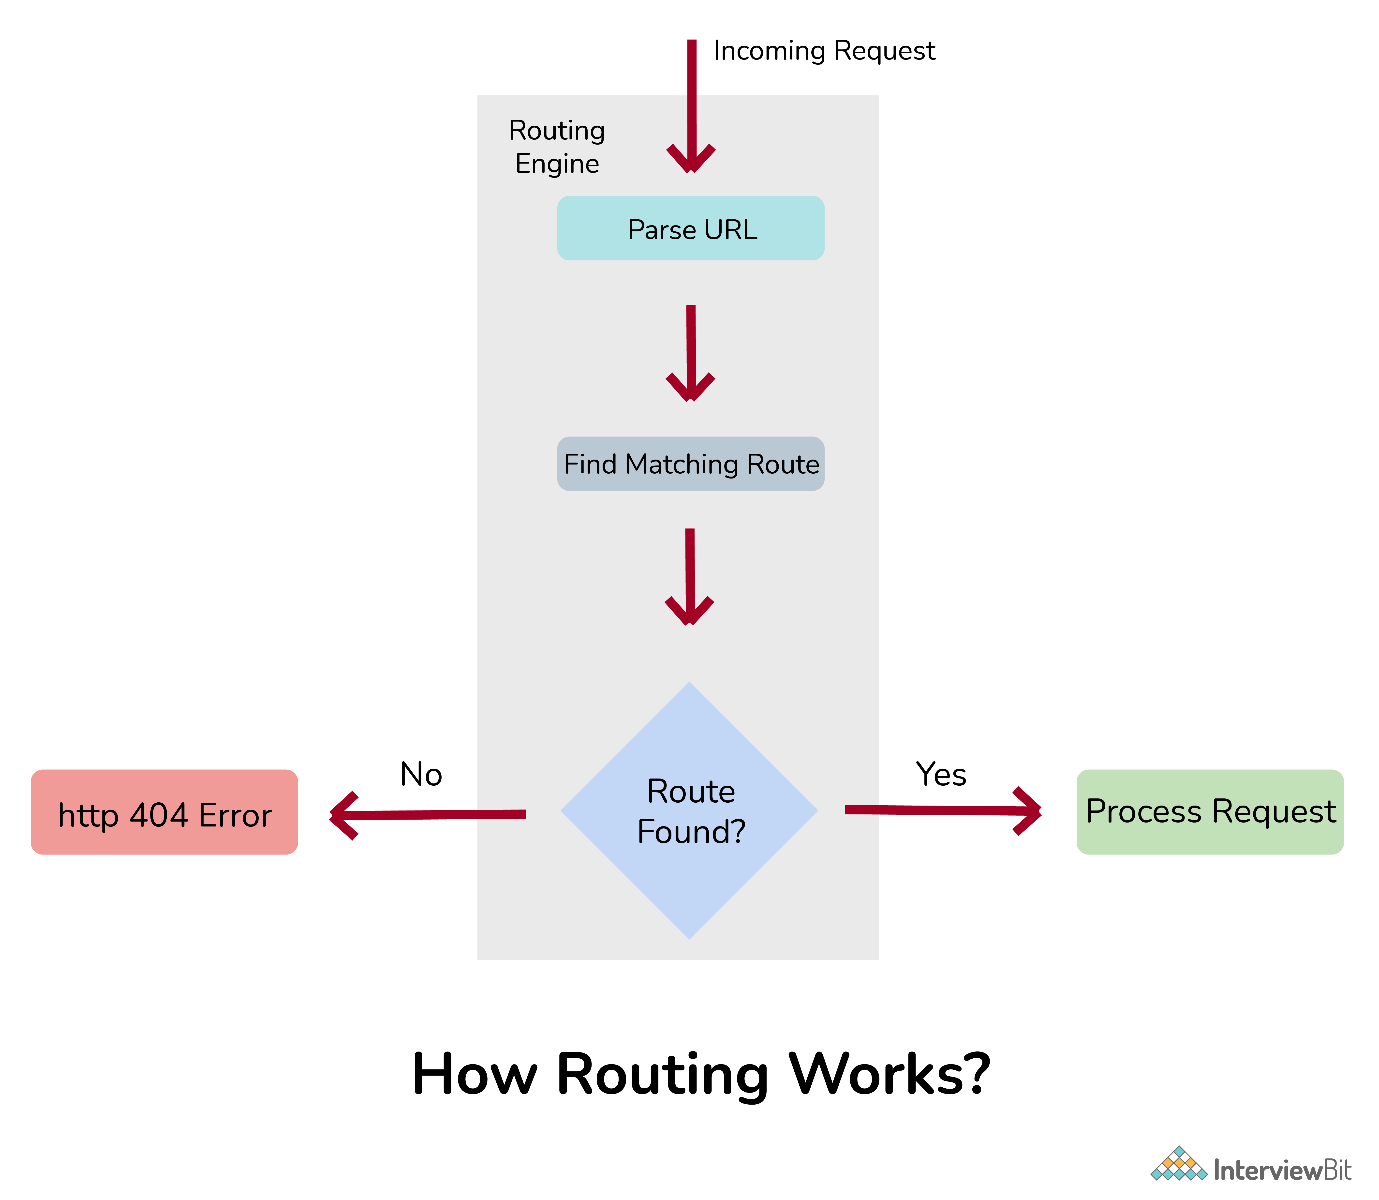 Incoming Request
Routing
Engine
Parse URL
Find Matching Route
Route
Found?
No
Yes
http 404 Error
Process Request
How Routing Works?
InterviewBit